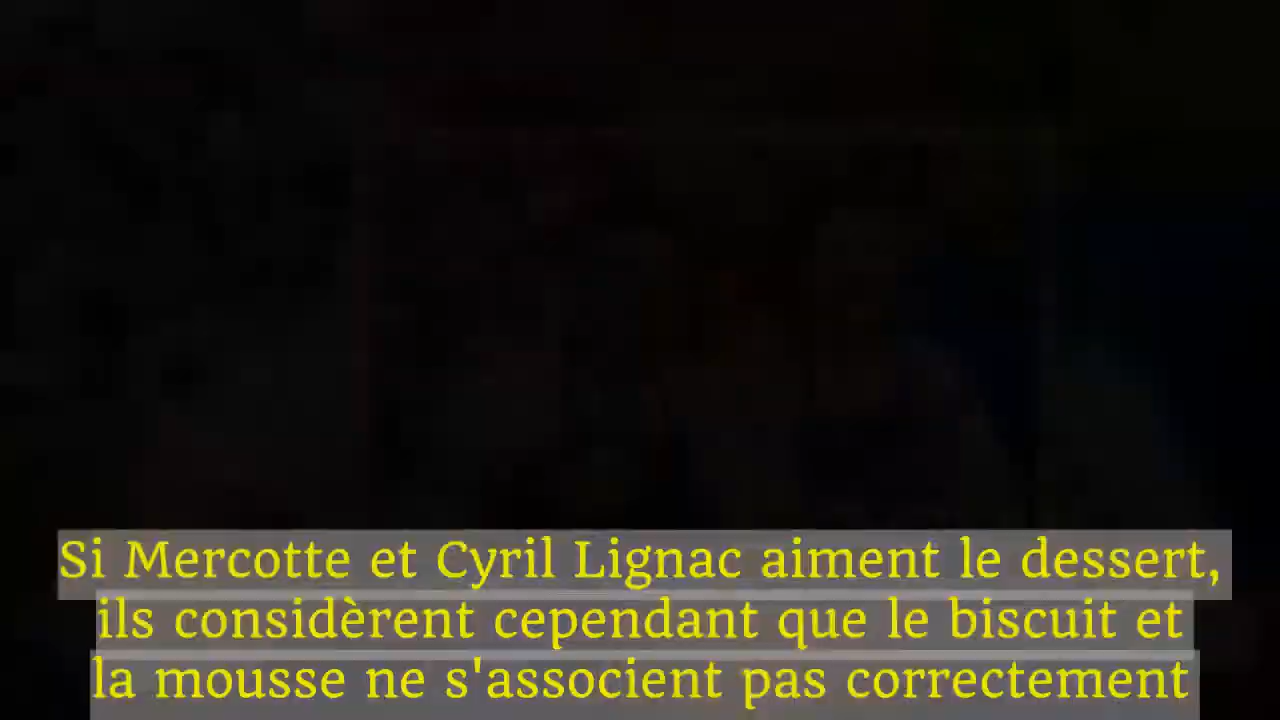 Si Mercotte et Cyril Lignac aiment le dessert,
ils considèrent cependant que le biscuit et
la mousse ne s'associent pas correctement